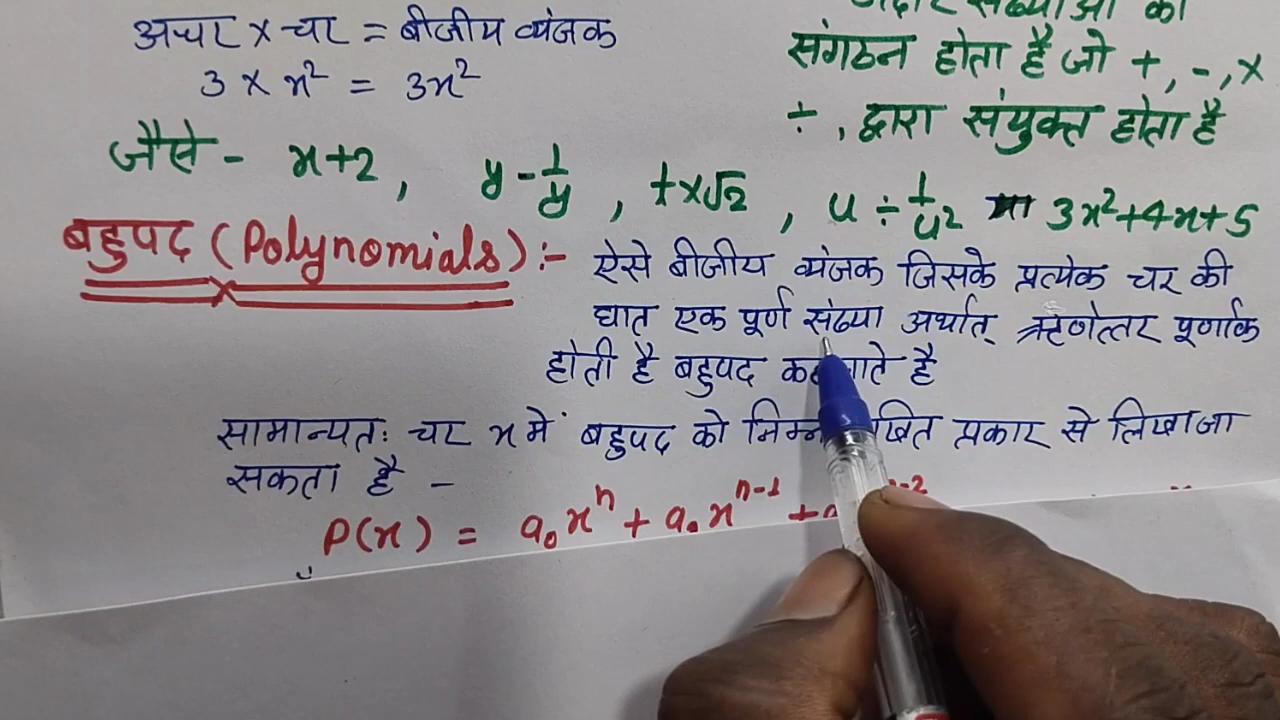 अचर × चर = बीजीय व्यंजक
3 × x² = 3x²
संख्याओं का
संगठन होता है जो +, -, ×
÷, द्वारा संयुक्त होता है
जैसे - x+2, y - 1/y, t×√2, u ÷ 1/u² 3x²+4x+5
बहुपद (Polynomials) :- ऐसे बीजीय व्यंजक जिसके प्रत्येक चर की
घात एक पूर्ण संख्या अर्थात् ऋणेत्तर पूर्णाक
होती है बहुपद है
सामान्यतः चर x में बहुपद को प्रकार से लिखा जा
सकता है -
P(x) = a₀xⁿ + a₀xⁿ⁻¹ +